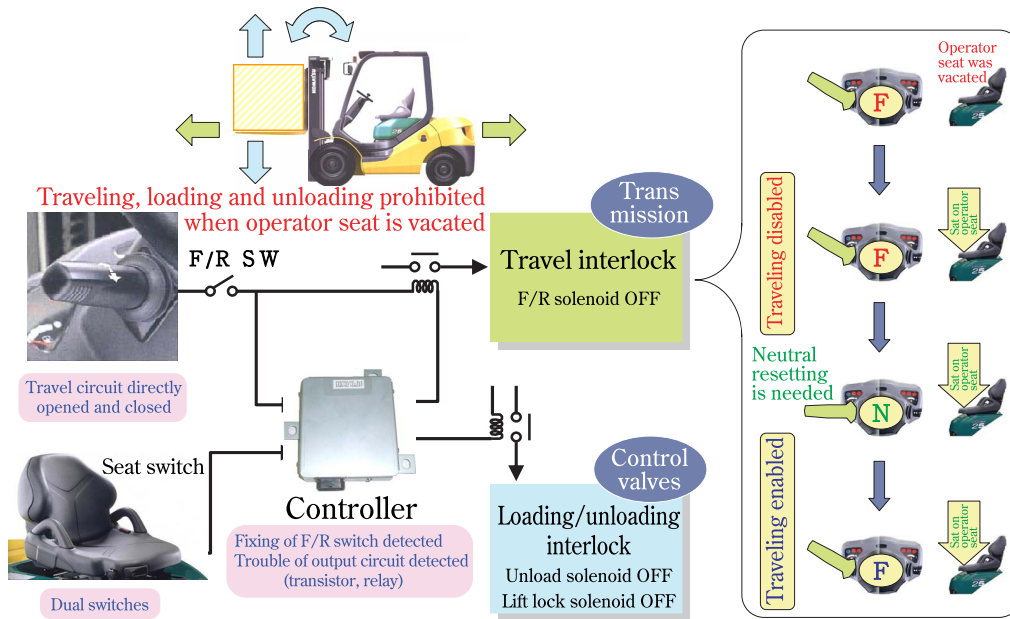 Traveling, loading and unloading prohibited
when operator seat is vacated
F/R SW
Travel circuit directly
opened and closed
Seat switch
Dual switches
Controller
Fixing of F/R switch detected
Trouble of output circuit detected
(transistor, relay)
Trans
mission
Travel interlock
F/R solenoid OFF
Control
valves
Loading/unloading
interlock
Unload solenoid OFF
Lift lock solenoid OFF
Operator
seat was
vacated
F
Traveling disabled
F
Sat on
operator
seat
Neutral
resetting
is needed
N
Sat on
operator
seat
Traveling enabled
F
Sat on
operator
seat
25